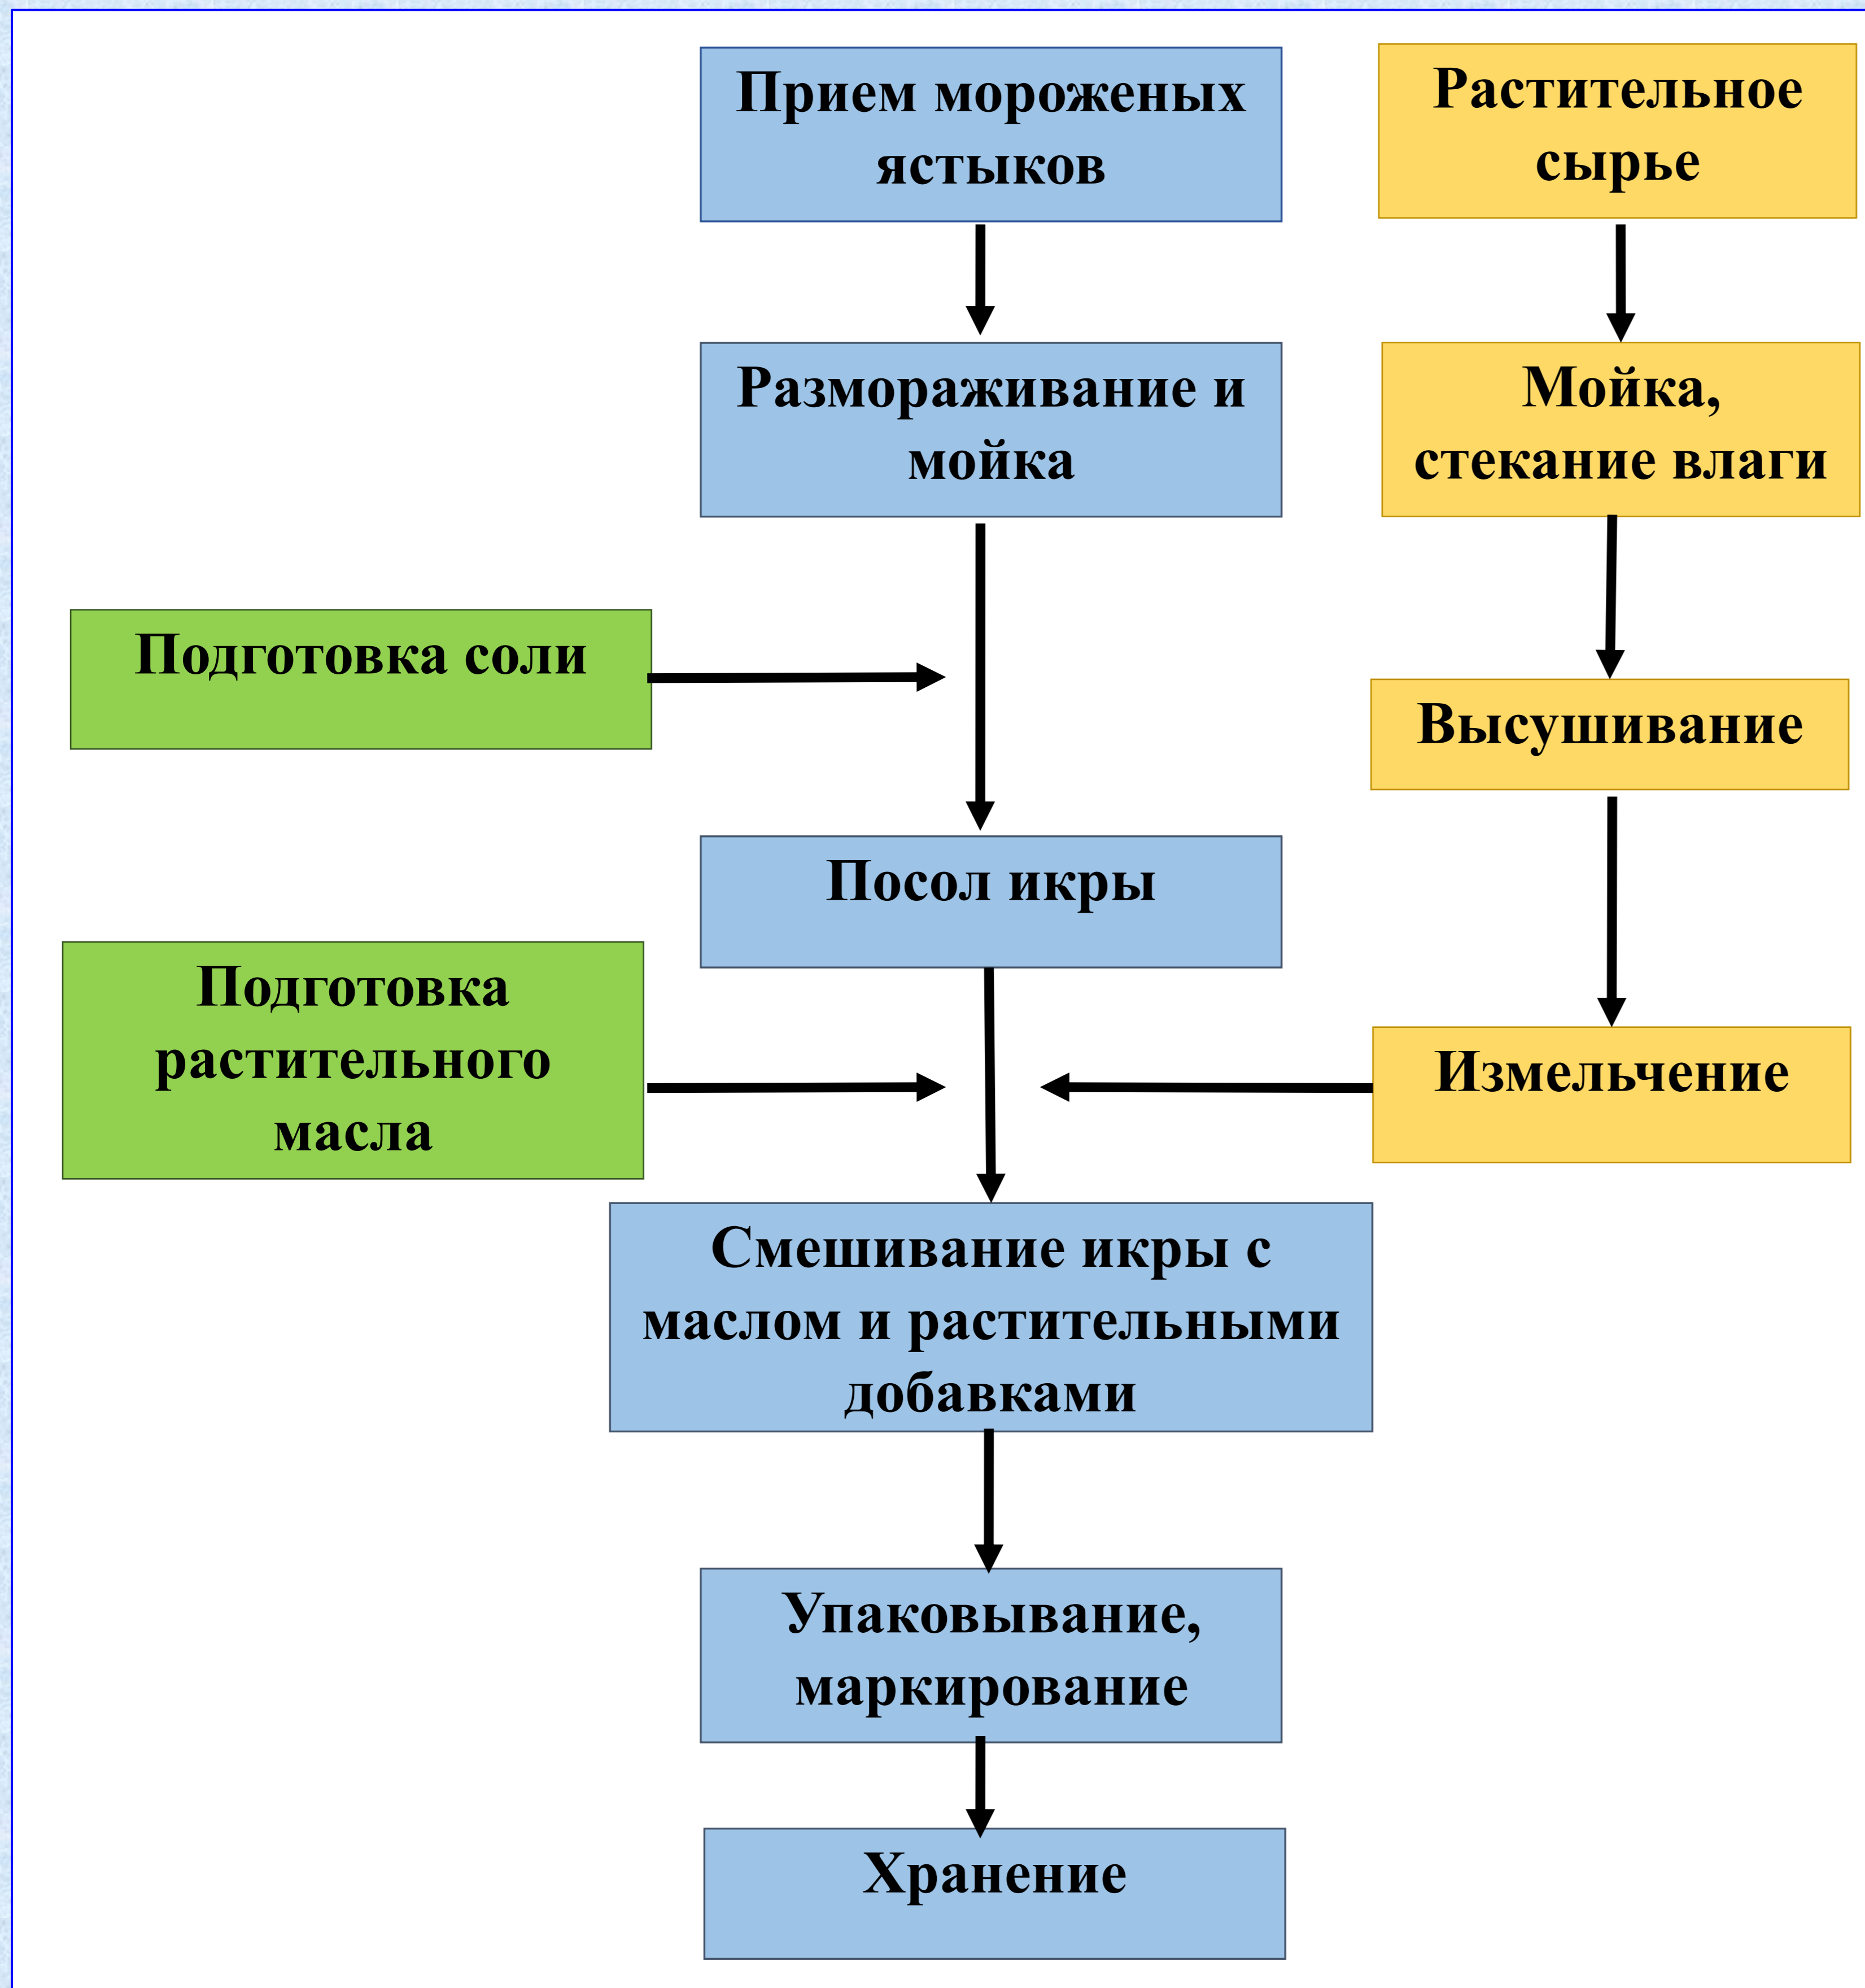 Прием мороженых
ястыков
Растительное
сырье
Размораживание и
мойка
Мойка,
стекание влаги
Подготовка соли
Высушивание
Посол икры
Подготовка
растительного
масла
Измельчение
Смешивание икры с
маслом и растительными
добавками
Упаковывание,
маркирование
Хранение